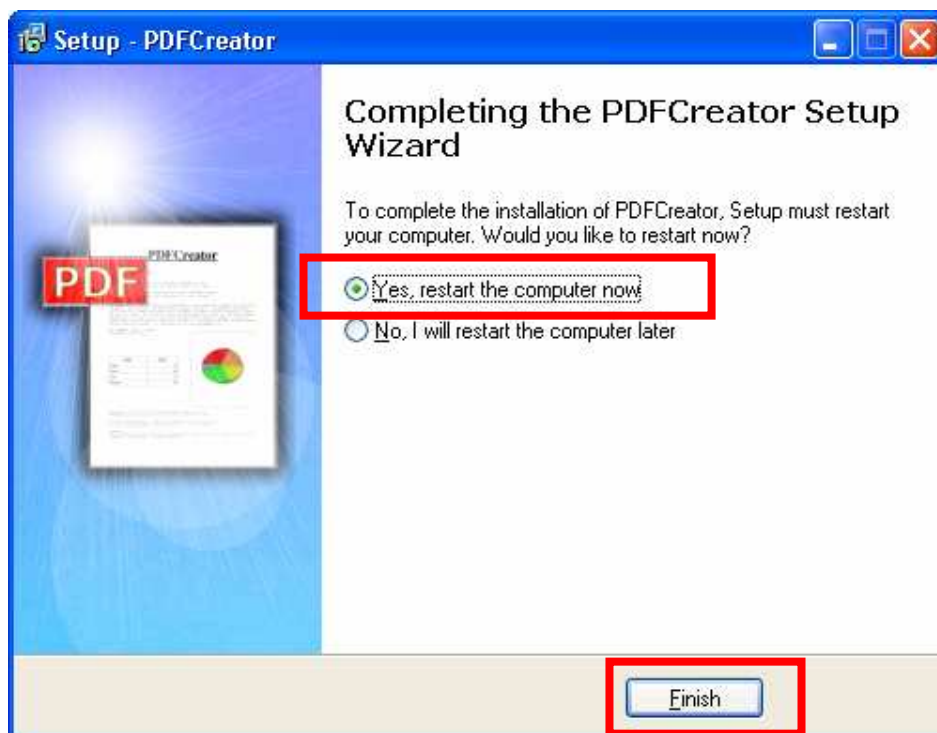 Setup - PDFCreator
Completing the PDFCreator Setup
Wizard
To complete the installation of PDFCreator, Setup must restart
your computer. Would you like to restart now?
Yes, restart the computer now
No, I will restart the computer later
PDFCreator
PDF
Finish